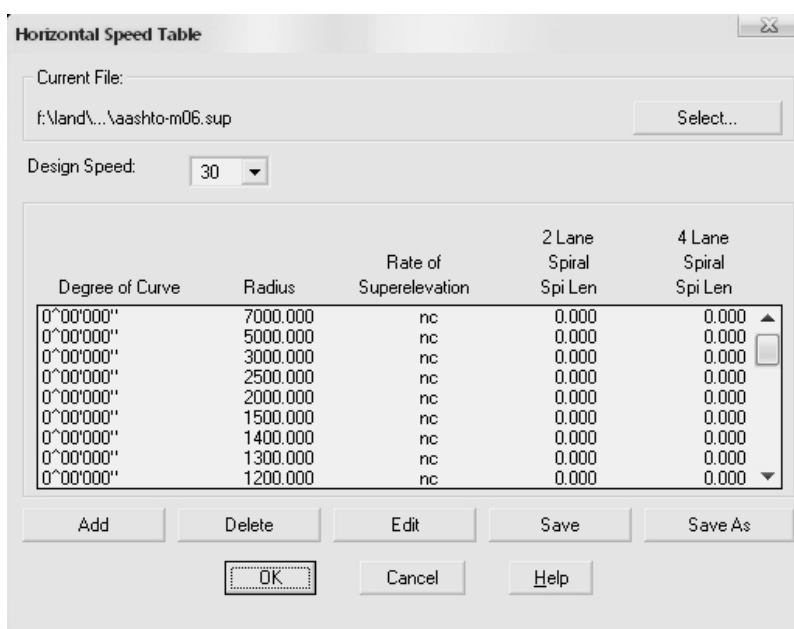 Horizontal Speed Table
Current File:
f:\land\...\aashto-m06.sup
Select...
Design Speed:
30
2 Lane 4 Lane
Rate of Spiral Spiral
Degree of Curve Radius Superelevation Spi Len Spi Len
0^00'000" 7000.000 nc 0.000 0.000
0^00'000" 5000.000 nc 0.000 0.000
0^00'000" 3000.000 nc 0.000 0.000
0^00'000" 2500.000 nc 0.000 0.000
0^00'000" 2000.000 nc 0.000 0.000
0^00'000" 1500.000 nc 0.000 0.000
0^00'000" 1400.000 nc 0.000 0.000
0^00'000" 1300.000 nc 0.000 0.000
0^00'000" 1200.000 nc 0.000 0.000
Add Delete Edit Save Save As
OK Cancel Help